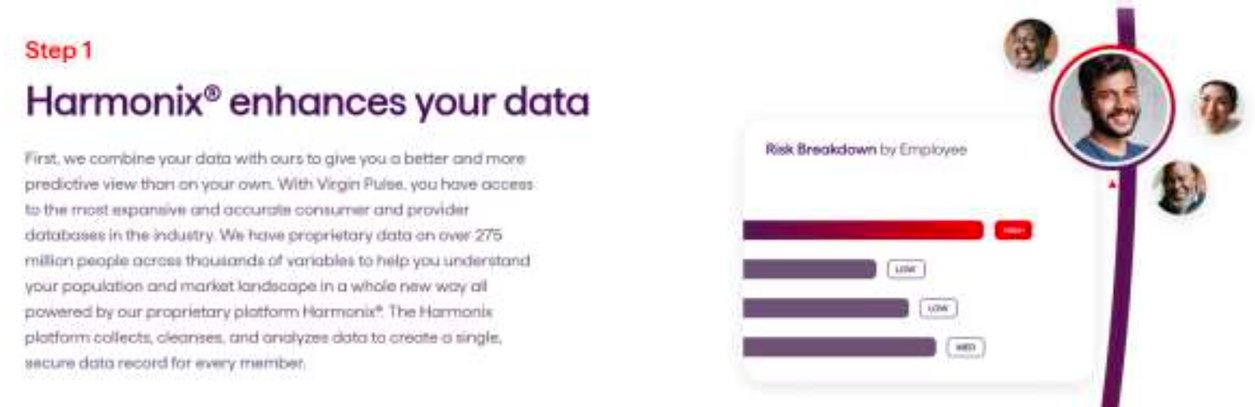 Step 1
Harmonix® enhances your data
First, we combine your data with ours to give you a better and more
predictive view than on your own. With Virgin Pulse, you have access
to the most expansive and accurate consumer and provider
databases in the industry. We have proprietary data on over 275
million people across thousands of variables to help you understand
your population and market landscape in a whole new way all
powered by our proprietary platform Harmonix®. The Harmonix
platform collects, cleanses, and analyzes data to create a single,
secure data record for every member.
Risk Breakdown by Employee
HIGH
LOW
LOW
MED